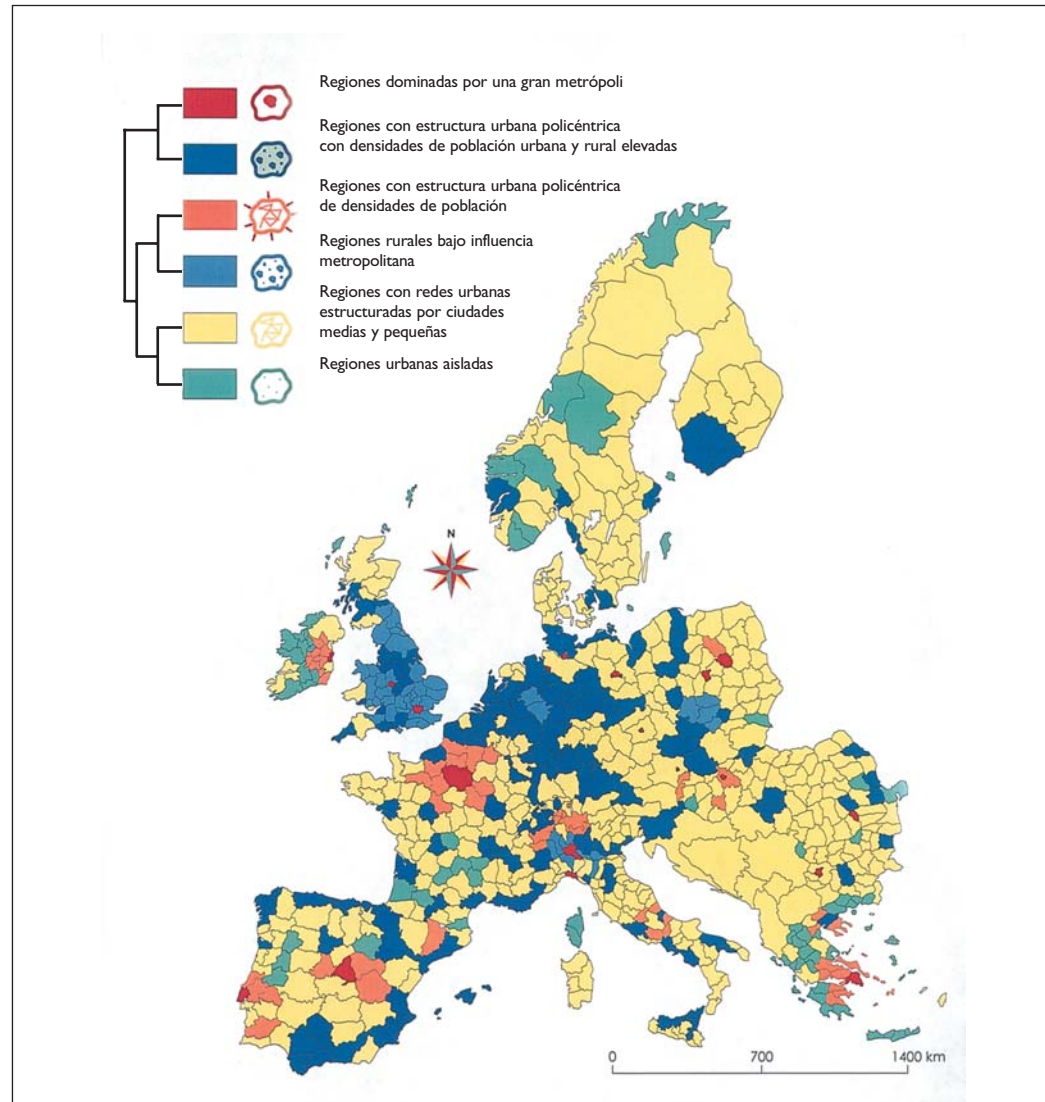 Regiones dominadas por una gran metrópoli
Regiones con estructura urbana policéntrica
con densidades de población urbana y rural elevadas
Regiones con estructura urbana policéntrica
de densidades de población
Regiones rurales bajo influencia
metropolitana
Regiones con redes urbanas
estructuradas por ciudades
medias y pequeñas
Regiones urbanas aisladas
N
0 700 1400 km